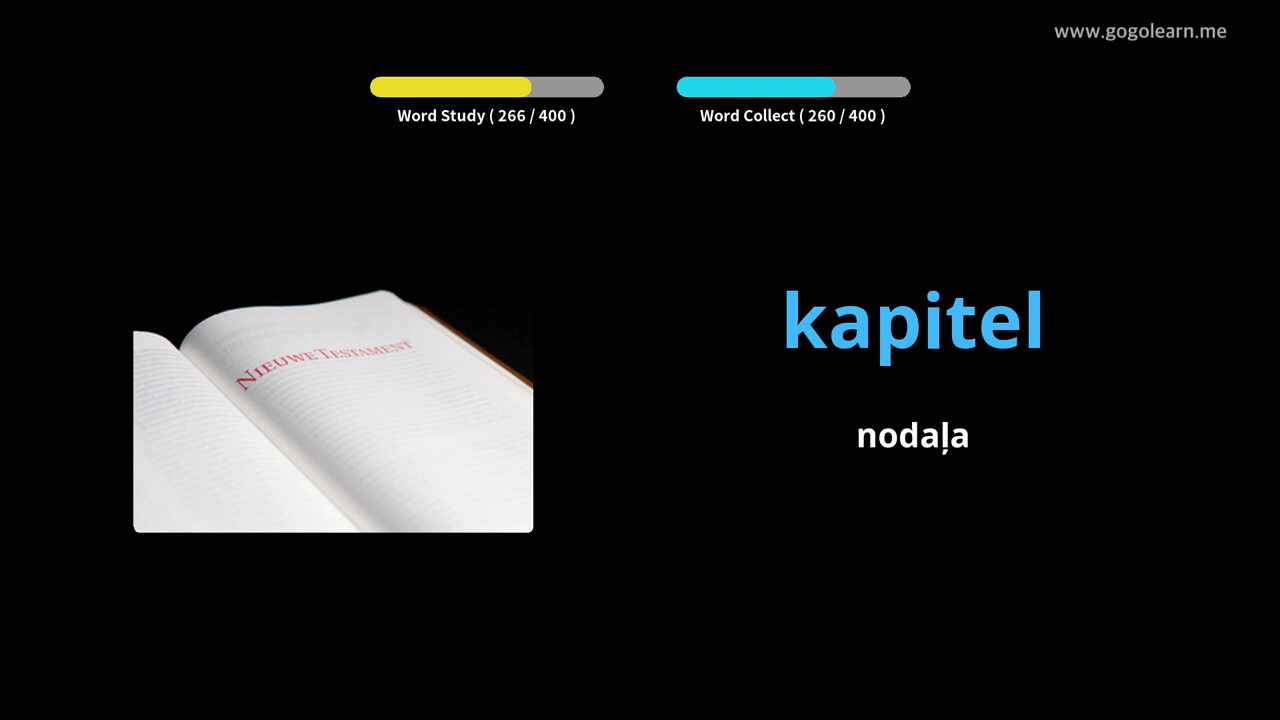 www.gogolearn.me
Word Study ( 266 / 400 )
Word Collect ( 260 / 400 )
kapitel
nodaļa
NIEUWE TESTAMENT